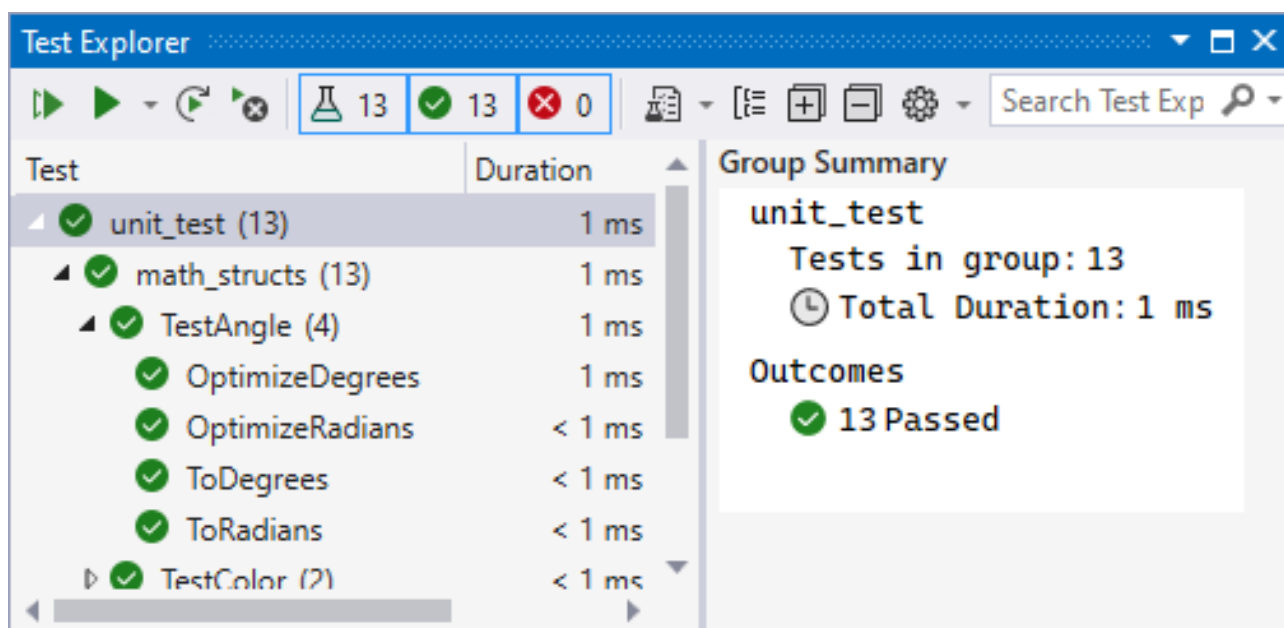 Test Explorer
13 13 0 Search Test Exp
Test Duration
unit_test (13) 1 ms
math_structs (13) 1 ms
TestAngle (4) 1 ms
OptimizeDegrees 1 ms
OptimizeRadians < 1 ms
ToDegrees < 1 ms
ToRadians < 1 ms
TestColor (2) < 1 ms
Group Summary
unit_test
Tests in group: 13
Total Duration: 1 ms
Outcomes
13 Passed